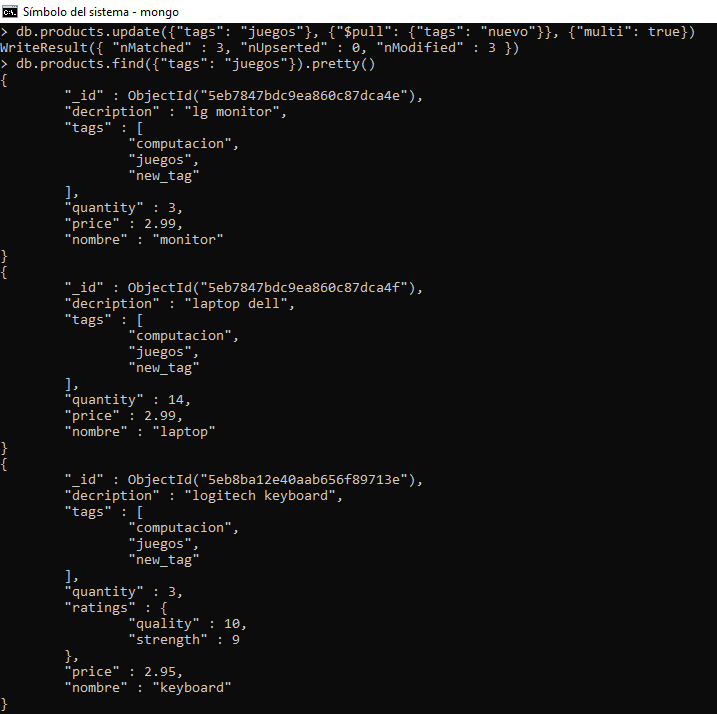 Símbolo del sistema - mongo
> db.products.update({"tags": "juegos"}, {"$pull": {"tags": "nuevo"}}, {"multi": true})
WriteResult({ "nMatched" : 3, "nUpserted" : 0, "nModified" : 3 })
> db.products.find({"tags": "juegos"}).pretty()
{
        "_id" : ObjectId("5eb7847bdc9ea860c87dca4e"),
        "decription" : "lg monitor",
        "tags" : [
                "computacion",
                "juegos",
                "new_tag"
        ],
        "quantity" : 3,
        "price" : 2.99,
        "nombre" : "monitor"
}
{
        "_id" : ObjectId("5eb7847bdc9ea860c87dca4f"),
        "decription" : "laptop dell",
        "tags" : [
                "computacion",
                "juegos",
                "new_tag"
        ],
        "quantity" : 14,
        "price" : 2.99,
        "nombre" : "laptop"
}
{
        "_id" : ObjectId("5eb8ba12e40aab656f89713e"),
        "decription" : "logitech keyboard",
        "tags" : [
                "computacion",
                "juegos",
                "new_tag"
        ],
        "quantity" : 3,
        "ratings" : {
                "quality" : 10,
                "strength" : 9
        },
        "price" : 2.95,
        "nombre" : "keyboard"
}